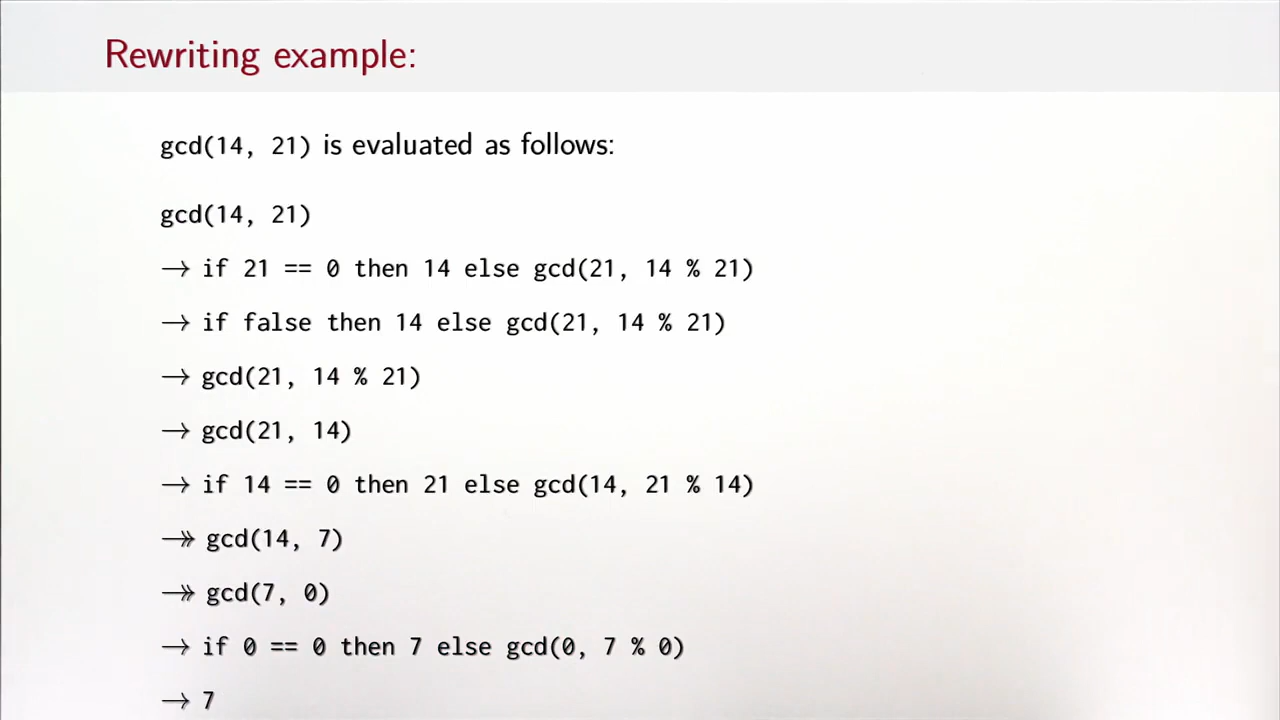 Rewriting example:
gcd(14, 21) is evaluated as follows:
gcd(14, 21)
→ if 21 == 0 then 14 else gcd(21, 14 % 21)
→ if false then 14 else gcd(21, 14 % 21)
→ gcd(21, 14 % 21)
→ gcd(21, 14)
→ if 14 == 0 then 21 else gcd(14, 21 % 14)
↠ gcd(14, 7)
↠ gcd(7, 0)
→ if 0 == 0 then 7 else gcd(0, 7 % 0)
→ 7